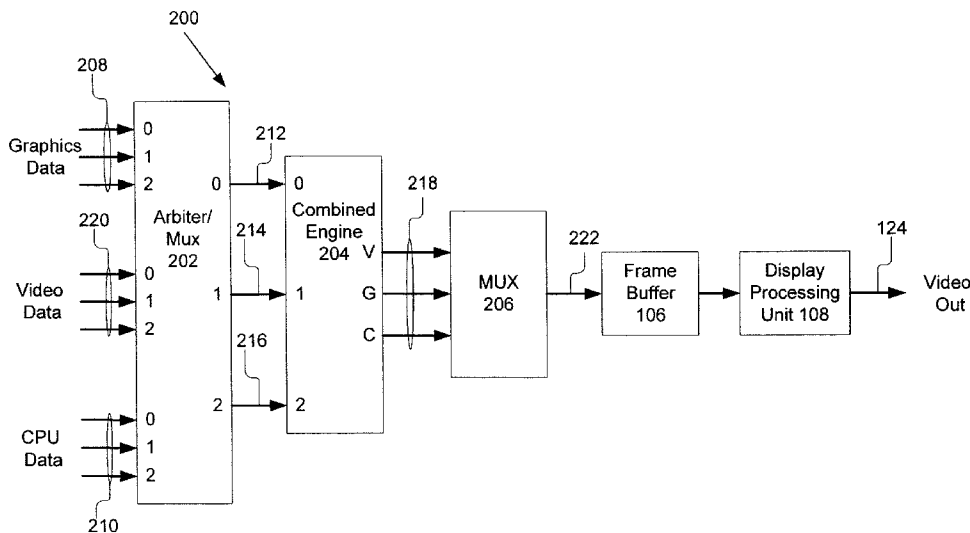 200
208
0
Graphics
Data
1
2
212
0
0
218
Arbiter/
Mux
202
Combined
Engine
204
220
0
Video
Data
1
2
214
1
1
V
G
C
MUX
206
222
Frame
Buffer
106
Display
Processing
Unit 108
124
Video
Out
216
2
2
0
CPU
Data
1
2
210